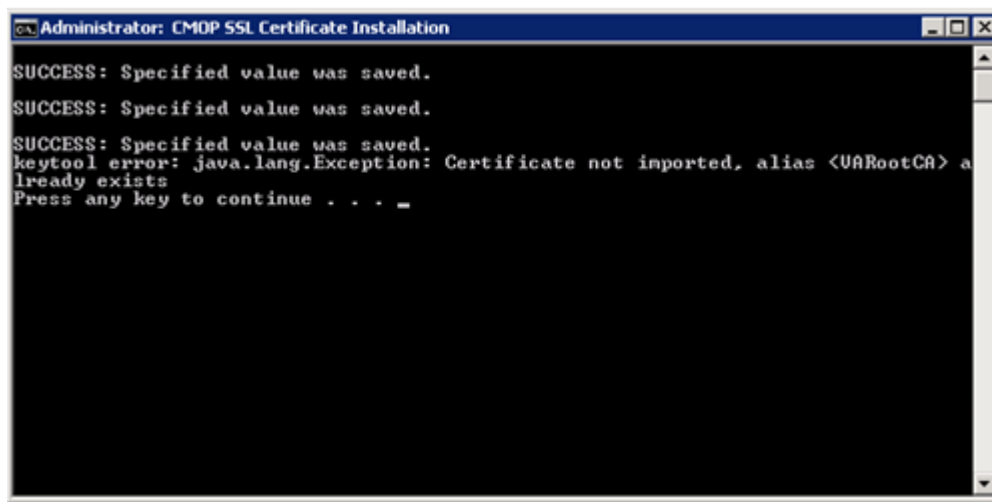 Administrator: CMOP SSL Certificate Installation
SUCCESS: Specified value was saved.
SUCCESS: Specified value was saved.
SUCCESS: Specified value was saved.
keytool error: java.lang.Exception: Certificate not imported, alias <VARootCA> a
lready exists
Press any key to continue . . . _